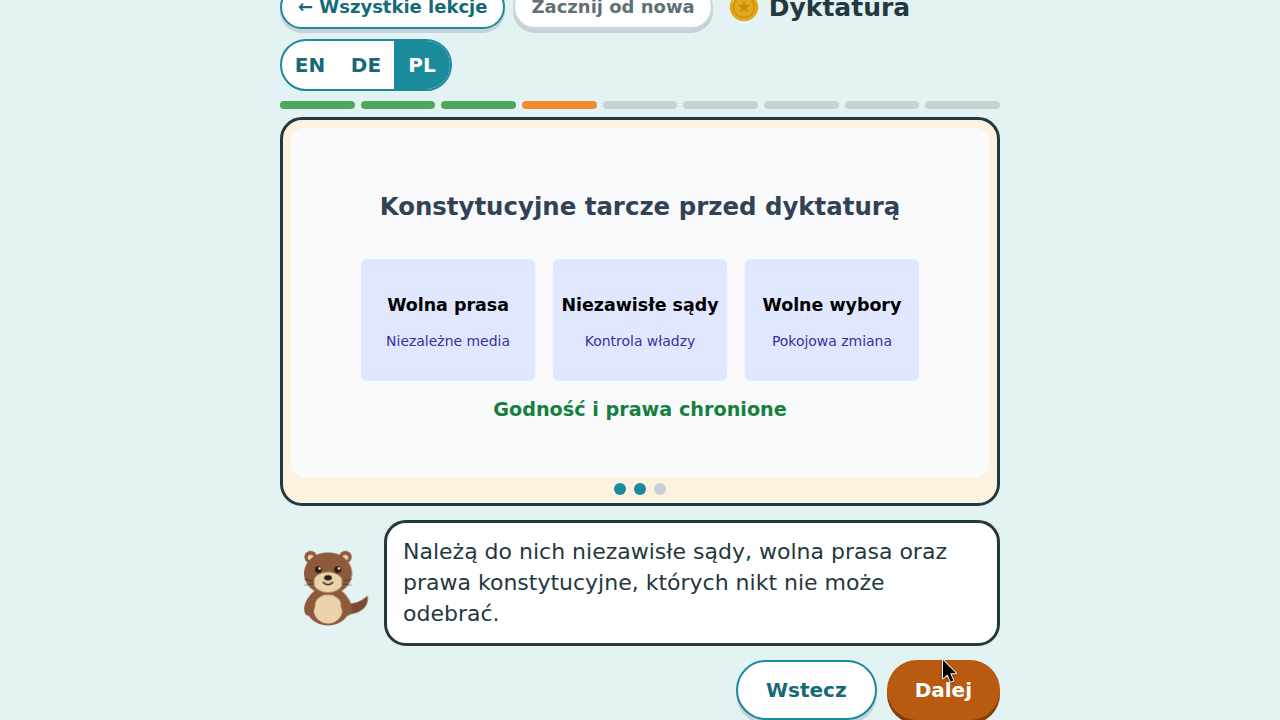 ← Wszystkie lekcje
Zacznij od nowa
Dyktatura
EN DE PL
Konstytucyjne tarcze przed dyktaturą
Wolna prasa
Niezależne media
Niezawisłe sądy
Kontrola władzy
Wolne wybory
Pokojowa zmiana
Godność i prawa chronione
Należą do nich niezawisłe sądy, wolna prasa oraz
prawa konstytucyjne, których nikt nie może
odebrać.
Wstecz
Dalej